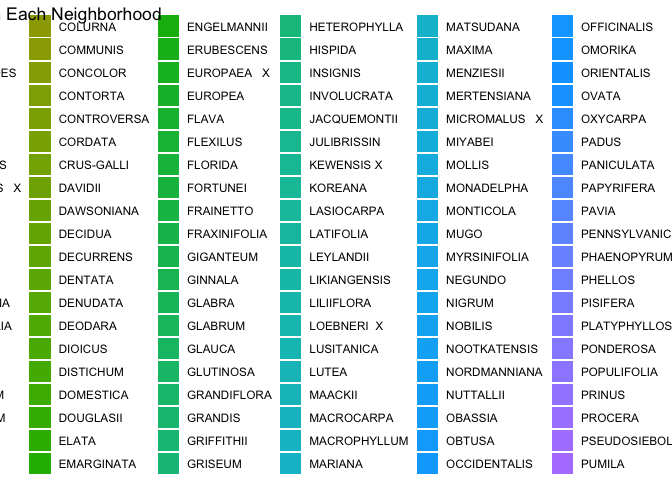 Each Neighborhood
COLURNA
COMMUNIS
CONCOLOR
CONTORTA
CONTROVERSA
CORDATA
CRUS-GALLI
DAVIDII
DAWSONIANA
DECIDUA
DECURRENS
DENTATA
DENUDATA
DEODARA
DIOICUS
DISTICHUM
DOMESTICA
DOUGLASII
ELATA
EMARGINATA
ENGELMANNII
ERUBESCENS
EUROPAEA X
EUROPEA
FLAVA
FLEXILUS
FLORIDA
FORTUNEI
FRAINETTO
FRAXINIFOLIA
GIGANTEUM
GINNALA
GLABRA
GLABRUM
GLAUCA
GLUTINOSA
GRANDIFLORA
GRANDIS
GRIFFITHII
GRISEUM
HETEROPHYLLA
HISPIDA
INSIGNIS
INVOLUCRATA
JACQUEMONTII
JULIBRISSIN
KEWENSIS X
KOREANA
LASIOCARPA
LATIFOLIA
LEYLANDII
LIKIANGENSIS
LILIIFLORA
LOEBNERI X
LUSITANICA
LUTEA
MAACKII
MACROCARPA
MACROPHYLLUM
MARIANA
MATSUDANA
MAXIMA
MENZIESII
MERTENSIANA
MICROMALUS X
MIYABEI
MOLLIS
MONADELPHA
MONTICOLA
MUGO
MYRSINIFOLIA
NEGUNDO
NIGRUM
NOBILIS
NOOTKATENSIS
NORDMANNIANA
NUTTALLII
OBASSIA
OBTUSA
OCCIDENTALIS
OFFICINALIS
OMORIKA
ORIENTALIS
OVATA
OXYCARPA
PADUS
PANICULATA
PAPYRIFERA
PAVIA
PENNSYLVANIC
PHAENOPYRUM
PHELLOS
PISIFERA
PLATYPHYLLOS
PONDEROSA
POPULIFOLIA
PRINUS
PROCERA
PSEUDOSIEBOL
PUMILA